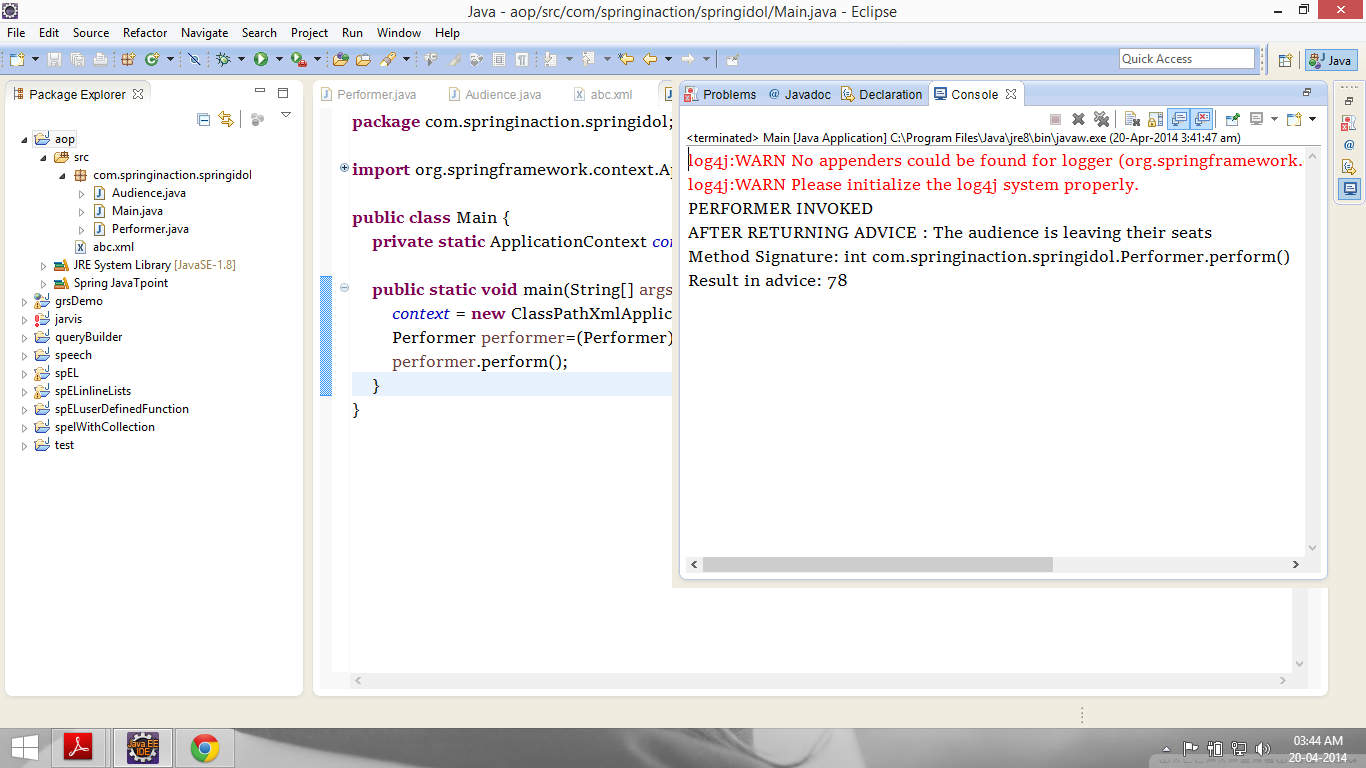 Java - aop/src/com/springinaction/springidol/Main.java - Eclipse
File Edit Source Refactor Navigate Search Project Run Window Help
Quick Access
Java
Package Explorer
aop
src
com.springinaction.springidol
Audience.java
Main.java
Performer.java
abc.xml
JRE System Library [JavaSE-1.8]
Spring JavaTpoint
grsDemo
jarvis
queryBuilder
speech
spEL
spELinlineLists
spELuserDefinedFunction
spelWithCollection
test
Performer.java Audience.java abc.xml
package com.springinaction.springidol;
import org.springframework.context.Ap
public class Main {
private static ApplicationContext con
public static void main(String[] args
context = new ClassPathXmlApplic
Performer performer=(Performer)
performer.perform();
}
}
Problems @ Javadoc Declaration Console
<terminated> Main [Java Application] C:\Program Files\Java\jre8\bin\javaw.exe (20-Apr-2014 3:41:47 am)
log4j:WARN No appenders could be found for logger (org.springframework.
log4j:WARN Please initialize the log4j system properly.
PERFORMER INVOKED
AFTER RETURNING ADVICE : The audience is leaving their seats
Method Signature: int com.springinaction.springidol.Performer.perform()
Result in advice: 78
Java EE
IDE
03:44 AM
20-04-2014